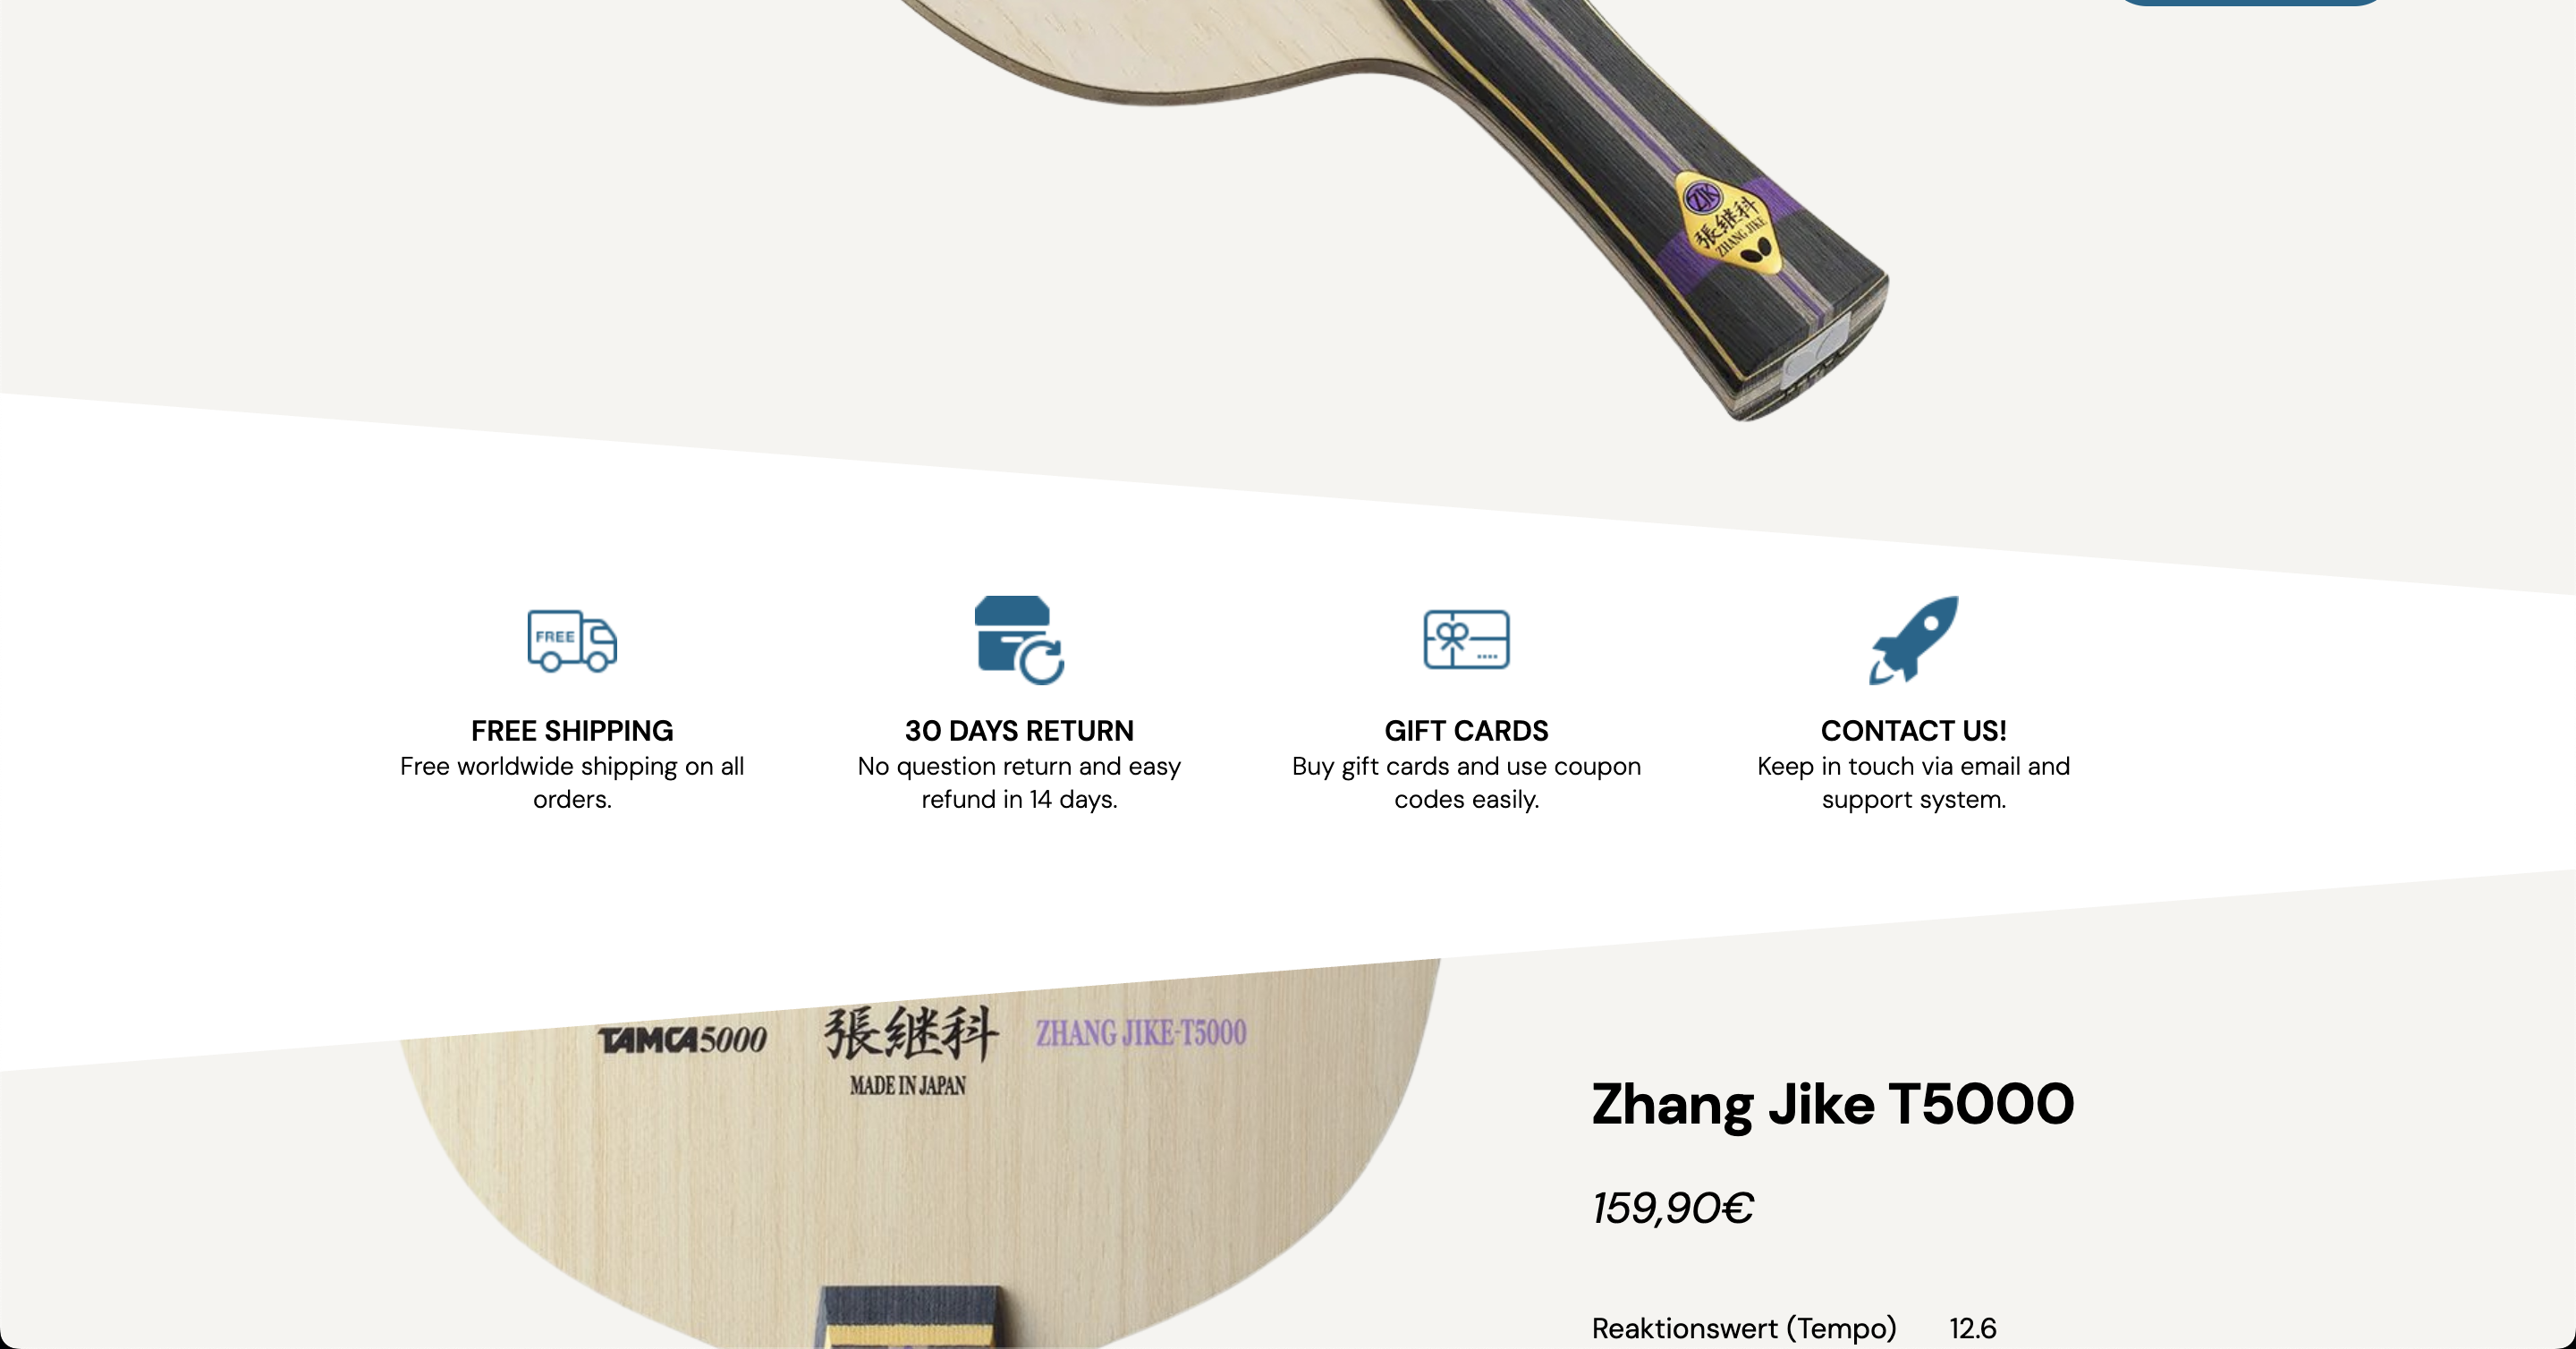 ZJK
張継科
ZHANG JIKE
FREE
FREE SHIPPING
Free worldwide shipping on all
orders.
30 DAYS RETURN
No question return and easy
refund in 14 days.
GIFT CARDS
Buy gift cards and use coupon
codes easily.
CONTACT US!
Keep in touch via email and
support system.
TAMCA5000
張継科
ZHANG JIKE-T5000
MADE IN JAPAN
Zhang Jike T5000
159,90€
Reaktionswert (Tempo) 12.6